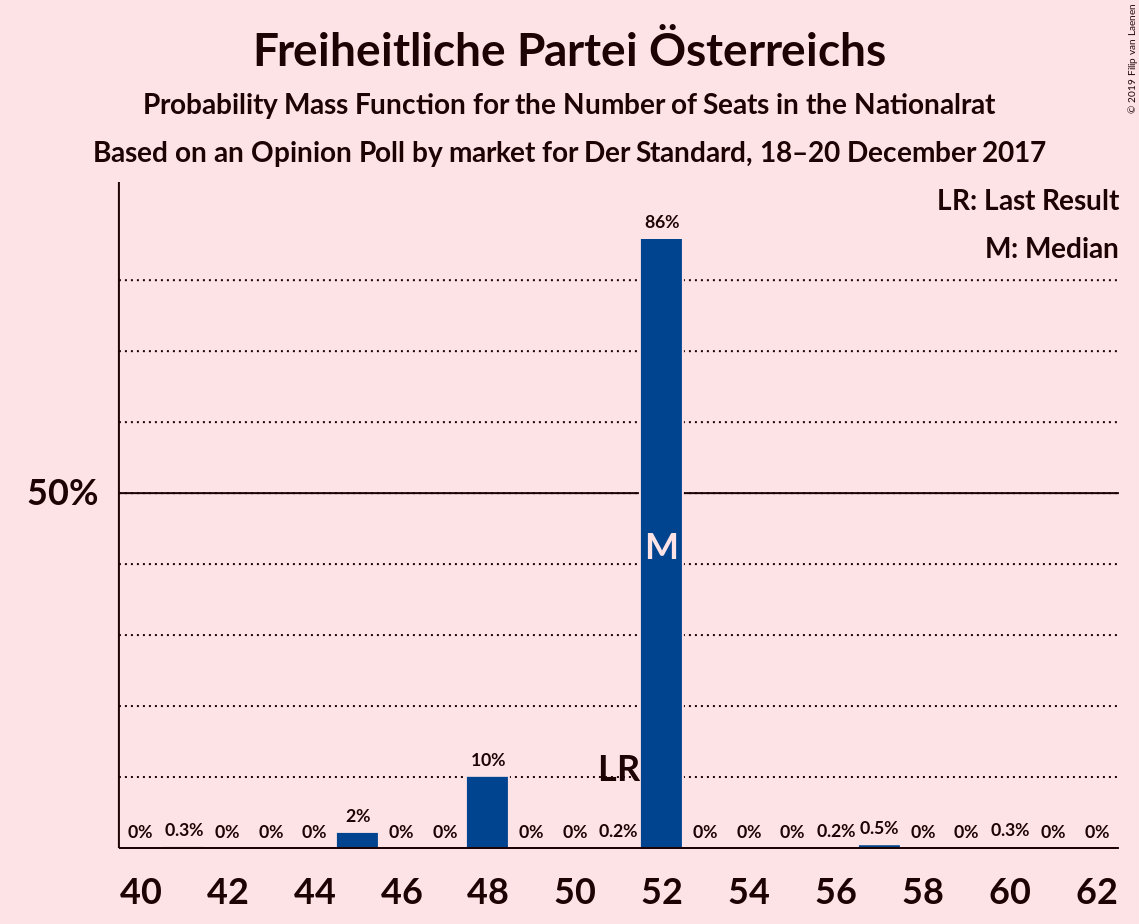 Freiheitliche Partei Österreichs
Probability Mass Function for the Number of Seats in the Nationalrat
Based on an Opinion Poll by market for Der Standard, 18–20 December 2017
© 2019 Filip van Laenen
LR: Last Result
M: Median
86%
50%
M
LR
10%
2%
0% 0.3% 0% 0% 0% 0% 0% 0% 0% 0.2% 0% 0% 0% 0.2% 0.5% 0% 0% 0.3% 0% 0%
40 42 44 46 48 50 52 54 56 58 60 62